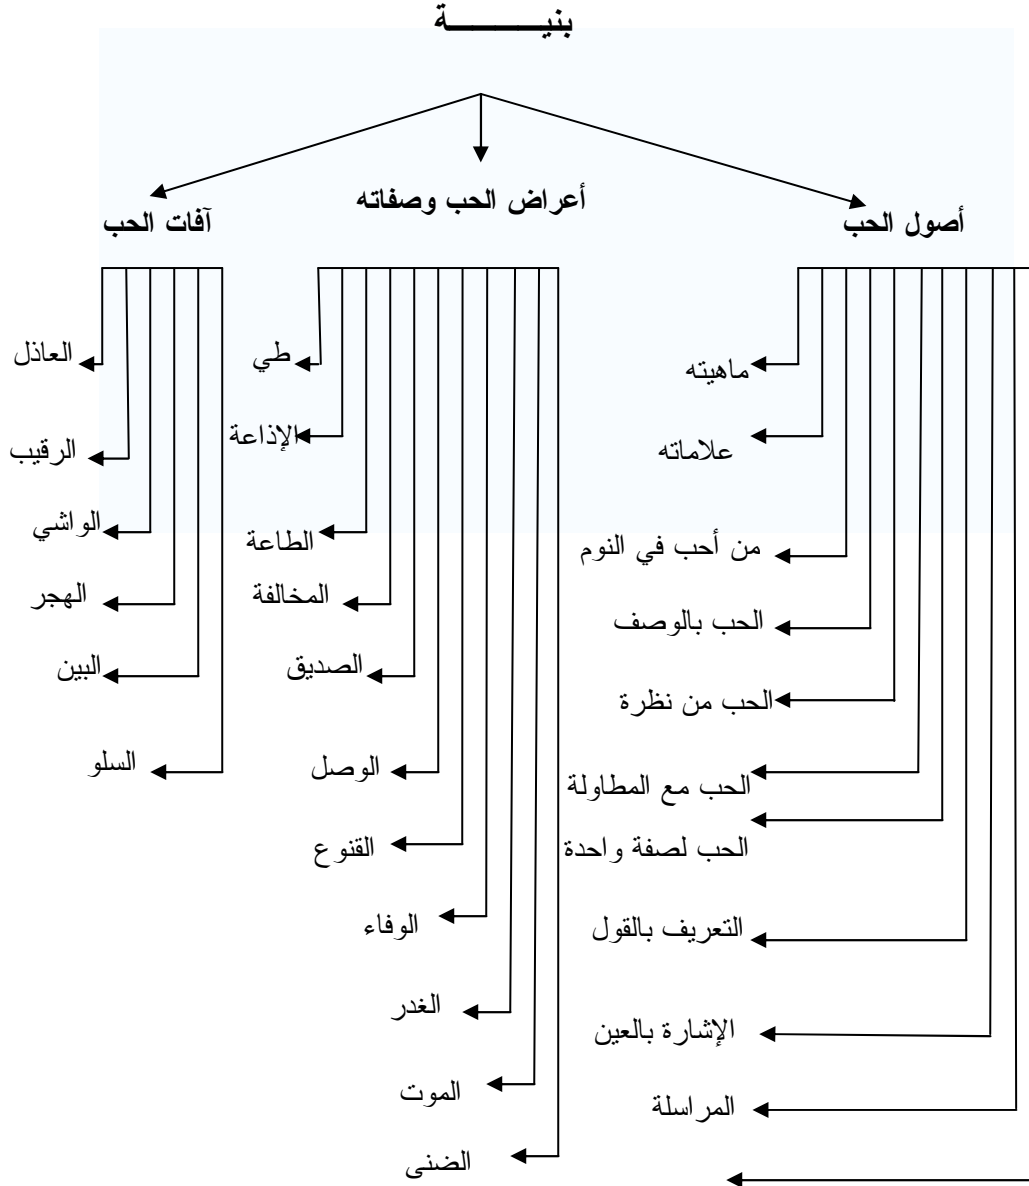 بنيـــــــــــة
أصول الحب
أعراض الحب وصفاته
آفات الحب
ماهيته
علاماته
من أحب في النوم
الحب بالوصف
الحب من نظرة
الحب مع المطاولة
الحب لصفة واحدة
التعريف بالقول
الإشارة بالعين
المراسلة
طي
الإذاعة
الطاعة
المخالفة
الصديق
الوصل
القنوع
الوفاء
الغدر
الموت
الضنى
العاذل
الرقيب
الواشي
الهجر
البين
السلو